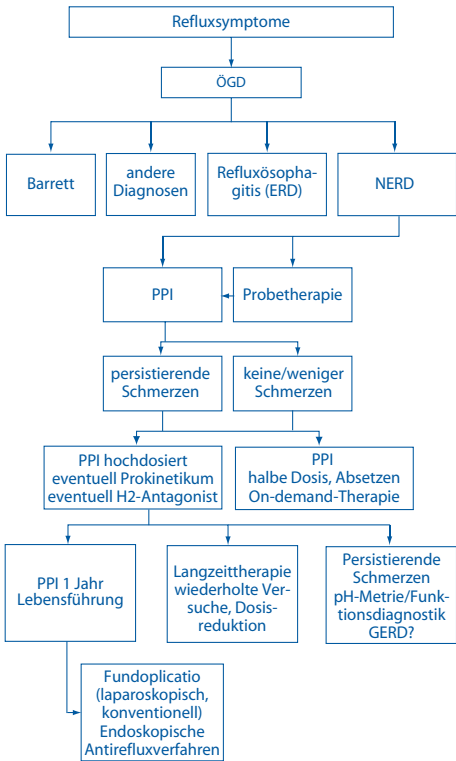 Refluxsymptome
ÖGD
Barrett
andere
Diagnosen
Refluxösopha-
gitis (ERD)
NERD
PPI
Probetherapie
persistierende
Schmerzen
keine/weniger
Schmerzen
PPI hochdosiert
eventuell Prokinetikum
eventuell H2-Antagonist
PPI
halbe Dosis, Absetzen
On-demand-Therapie
PPI 1 Jahr
Lebensführung
Langzeittherapie
wiederholte Ver-
suche, Dosis-
reduktion
Persistierende
Schmerzen
pH-Metrie/Funk-
tionsdiagnostik
GERD?
Fundoplicatio
(laparoskopisch,
konventionell)
Endoskopische
Antirefluxverfahren